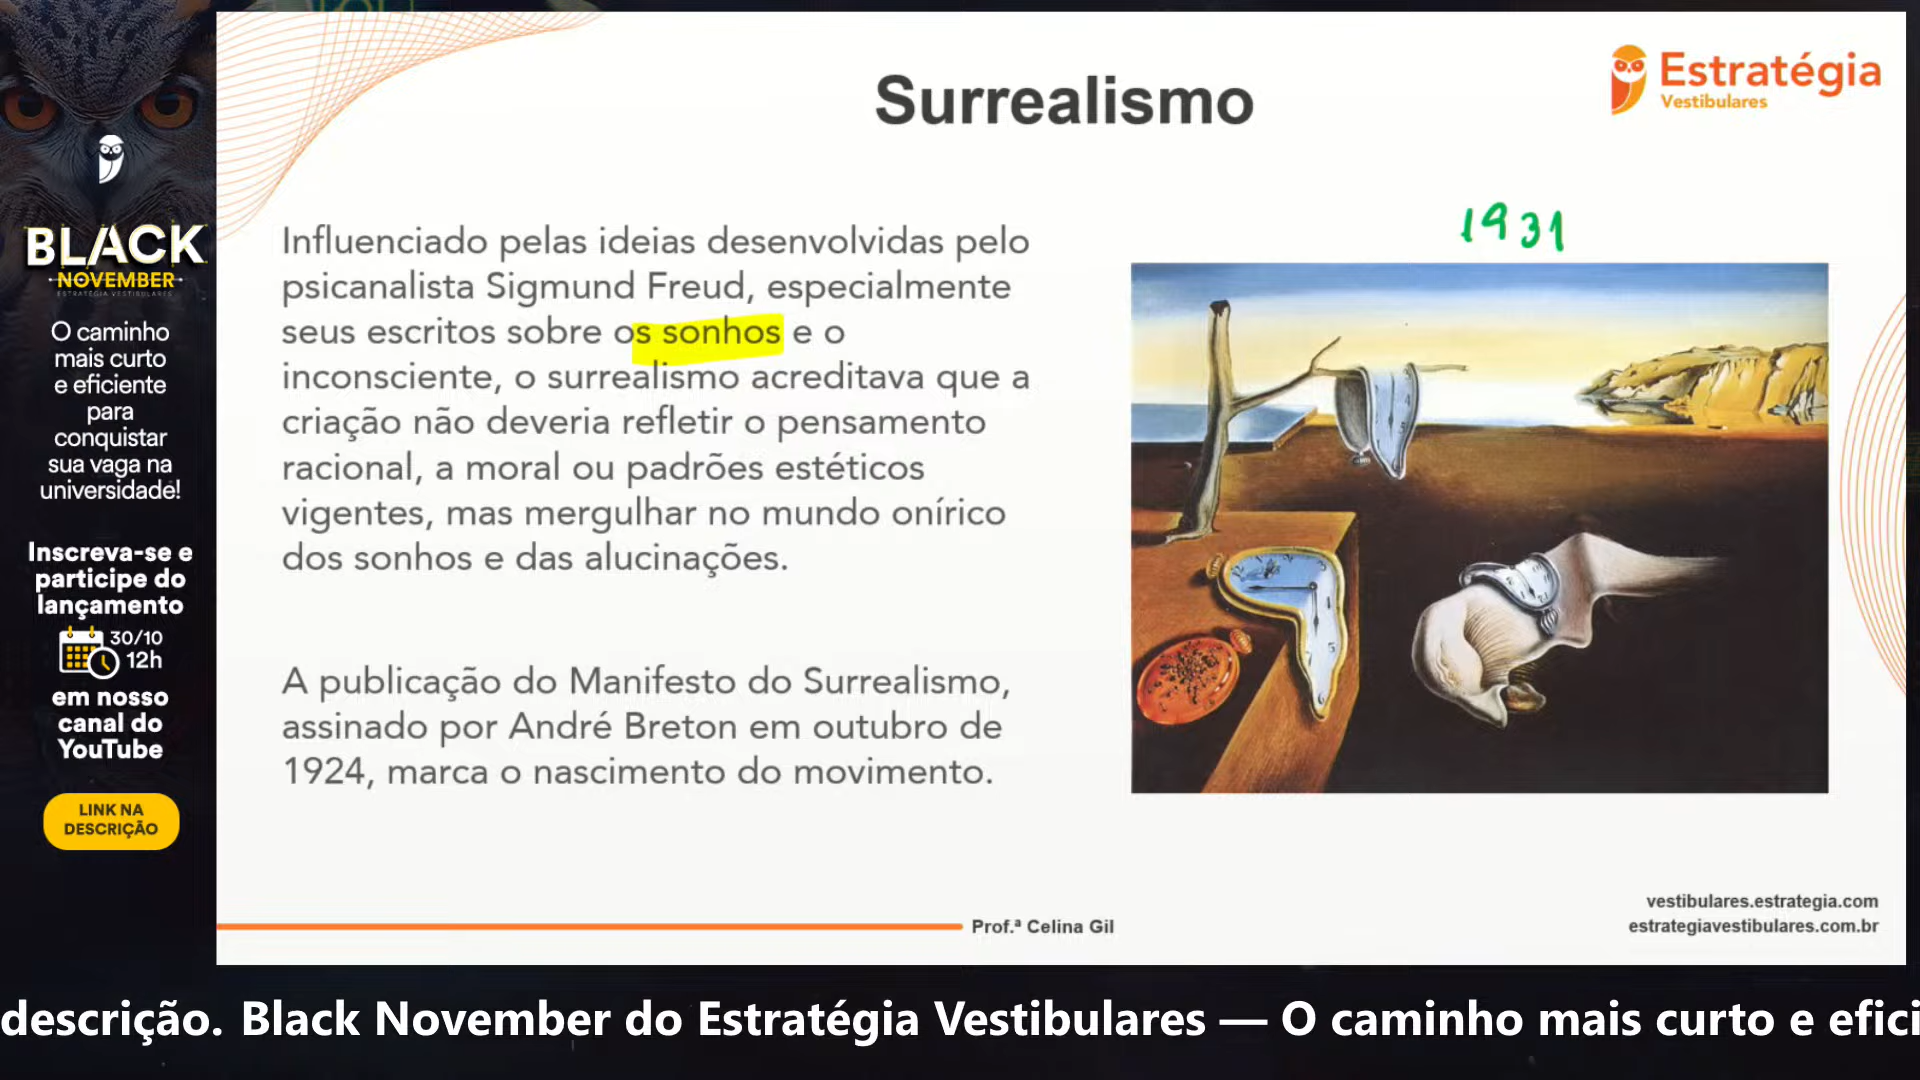 BLACK
NOVEMBER
ESTRATÉGIA VESTIBULARES
O caminho
mais curto
e eficiente
para
conquistar
sua vaga na
universidade!
Inscreva-se e
participe do
lançamento
30/10
12h
em nosso
canal do
YouTube
LINK NA
DESCRIÇÃO
Surrealismo
Estratégia
Vestibulares
Influenciado pelas ideias desenvolvidas pelo
psicanalista Sigmund Freud, especialmente
seus escritos sobre os sonhos e o
inconsciente, o surrealismo acreditava que a
criação não deveria refletir o pensamento
racional, a moral ou padrões estéticos
vigentes, mas mergulhar no mundo onírico
dos sonhos e das alucinações.
A publicação do Manifesto do Surrealismo,
assinado por André Breton em outubro de
1924, marca o nascimento do movimento.
1931
Prof.ª Celina Gil
vestibulares.estrategia.com
estrategiavestibulares.com.br
descrição. Black November do Estratégia Vestibulares — O caminho mais curto e efici